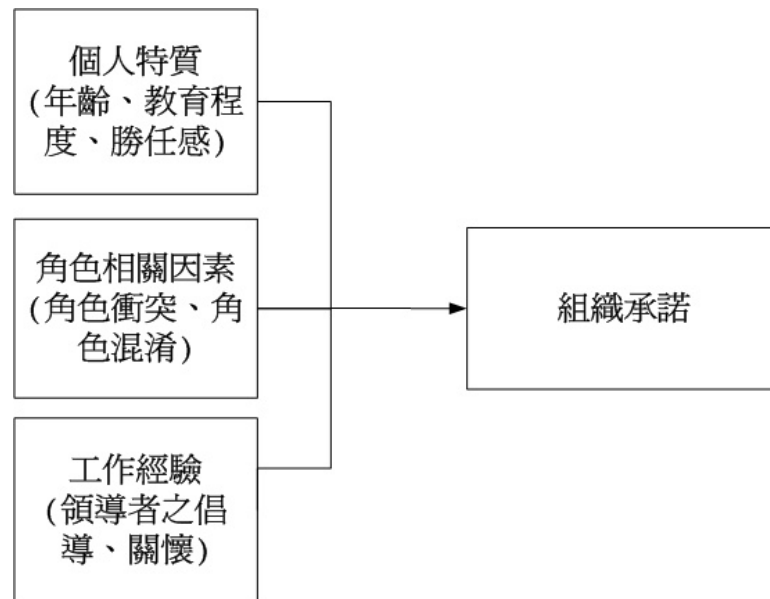 個人特質
(年齡、教育程
度、勝任感)
角色相關因素
(角色衝突、角
色混淆)
工作經驗
(領導者之倡
導、關懷)
組織承諾